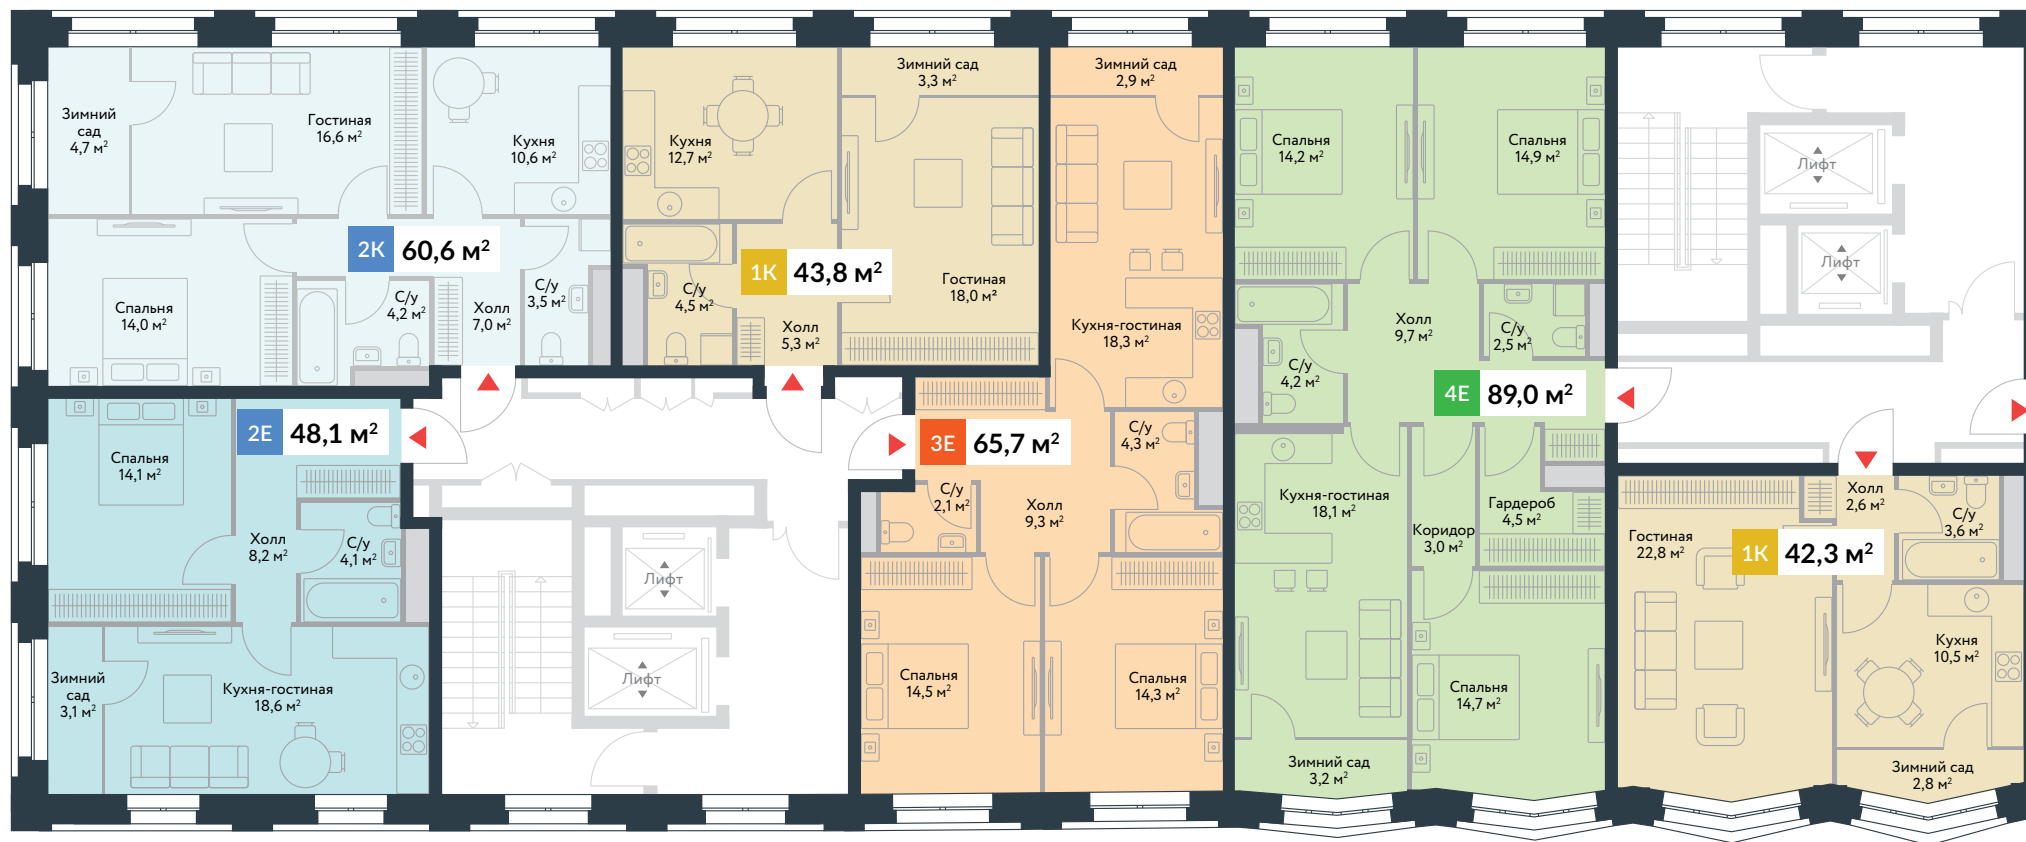 Зимний
сад
4,7 м²
Гостиная
16,6 м²
Кухня
10,6 м²
2К 60,6 м²
Спальня
14,0 м²
С/у
4,2 м²
Холл
7,0 м²
С/у
3,5 м²
Кухня
12,7 м²
Зимний сад
3,3 м²
1К 43,8 м²
С/у
4,5 м²
Холл
5,3 м²
Гостиная
18,0 м²
Зимний сад
2,9 м²
Кухня-гостиная
18,3 м²
3Е 65,7 м²
С/у
4,3 м²
С/у
2,1 м²
Холл
9,3 м²
Спальня
14,5 м²
Спальня
14,3 м²
2Е 48,1 м²
Спальня
14,1 м²
Холл
8,2 м²
С/у
4,1 м²
Зимний
сад
3,1 м²
Кухня-гостиная
18,6 м²
Лифт
Лифт
Спальня
14,2 м²
Спальня
14,9 м²
Холл
9,7 м²
С/у
2,5 м²
С/у
4,2 м²
4Е 89,0 м²
Кухня-гостиная
18,1 м²
Коридор
3,0 м²
Гардероб
4,5 м²
Спальня
14,7 м²
Зимний сад
3,2 м²
Лифт
Лифт
Холл
2,6 м²
С/у
3,6 м²
Гостиная
22,8 м²
1К 42,3 м²
Кухня
10,5 м²
Зимний сад
2,8 м²